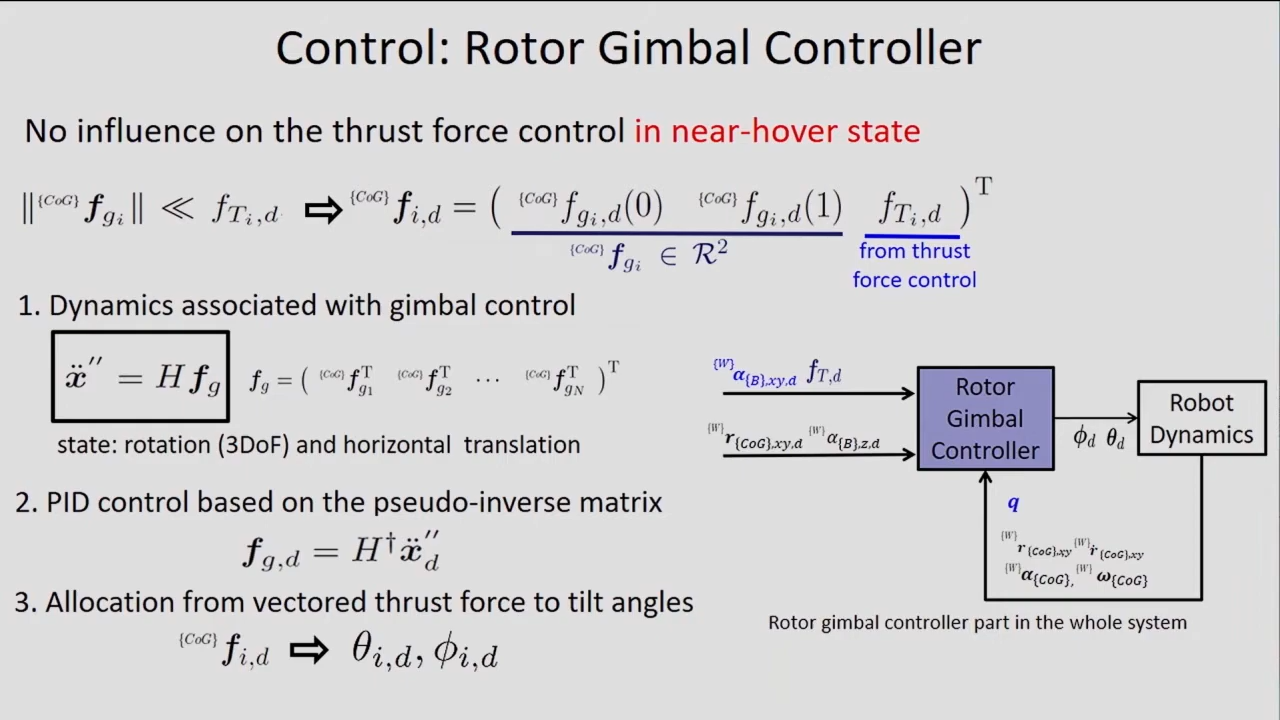 Control: Rotor Gimbal Controller
No influence on the thrust force control in near-hover state
‖^{CoG} f_{g_i}‖ ≪ f_{T_i,d} ⇨ ^{CoG} f_{i,d} = ( ^{CoG} f_{g_i,d}(0) ^{CoG} f_{g_i,d}(1) f_{T_i,d} )^T
^{CoG} f_{g_i} ∈ R^2
from thrust
force control
1. Dynamics associated with gimbal control
ẍ'' = H f_g
f_g = ( ^{CoG} f_{g_1}^T ^{CoG} f_{g_2}^T ⋯ ^{CoG} f_{g_N}^T )^T
state: rotation (3DoF) and horizontal translation
2. PID control based on the pseudo-inverse matrix
f_{g,d} = H^† ẍ''_d
3. Allocation from vectored thrust force to tilt angles
^{CoG} f_{i,d} ⇨ θ_{i,d}, ϕ_{i,d}
^{W} α_{{B},xy,d} f_{T,d}
^{W} r_{{CoG},xy,d} ^{W} α_{{B},z,d}
Rotor
Gimbal
Controller
ϕ_d θ_d
Robot
Dynamics
q
^{W} r_{{CoG},xy} ^{W} ṙ_{{CoG},xy}
^{W} α_{{CoG}}, ^{W} ω_{{CoG}}
Rotor gimbal controller part in the whole system